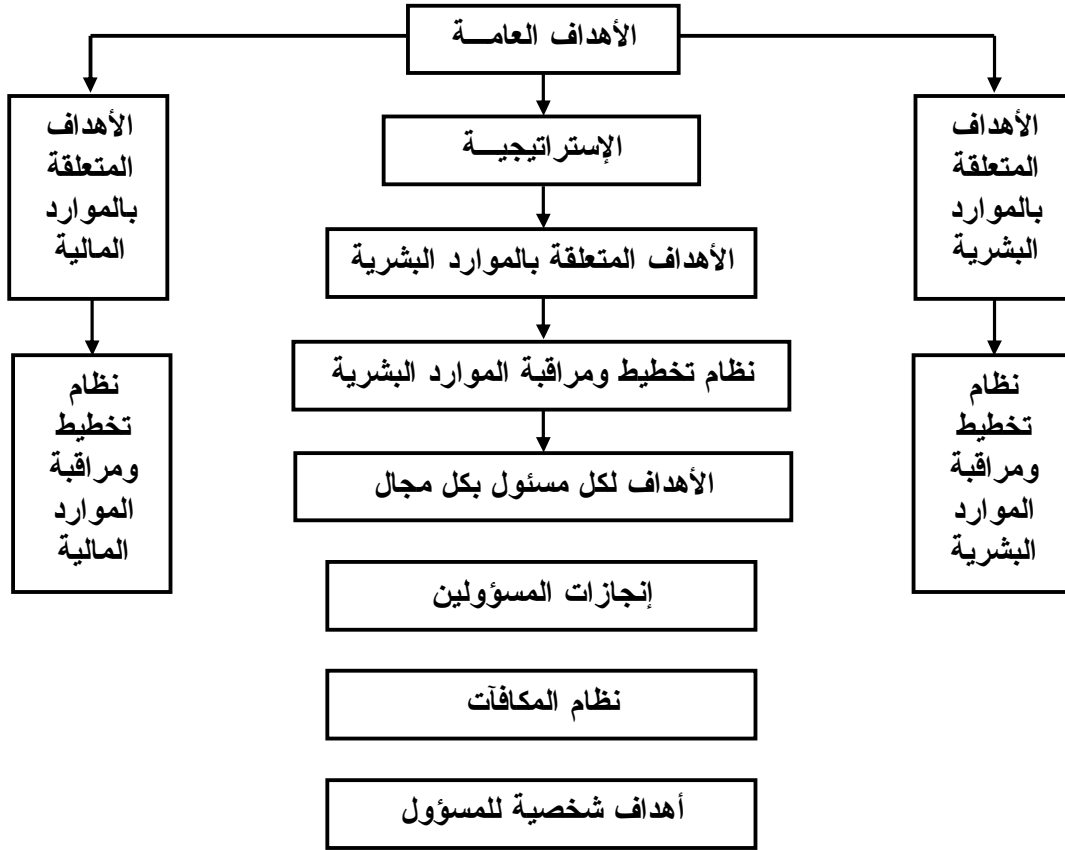 الأهداف العامـــة
الأهداف
المتعلقة
بالموارد
البشرية
نظام
تخطيط
ومراقبة
الموارد
البشرية
الإستراتيجيـــة
الأهداف المتعلقة بالموارد البشرية
نظام تخطيط ومراقبة الموارد البشرية
الأهداف لكل مسئول بكل مجال
إنجازات المسؤولين
نظام المكافآت
أهداف شخصية للمسؤول
الأهداف
المتعلقة
بالموارد
المالية
نظام
تخطيط
ومراقبة
الموارد
المالية